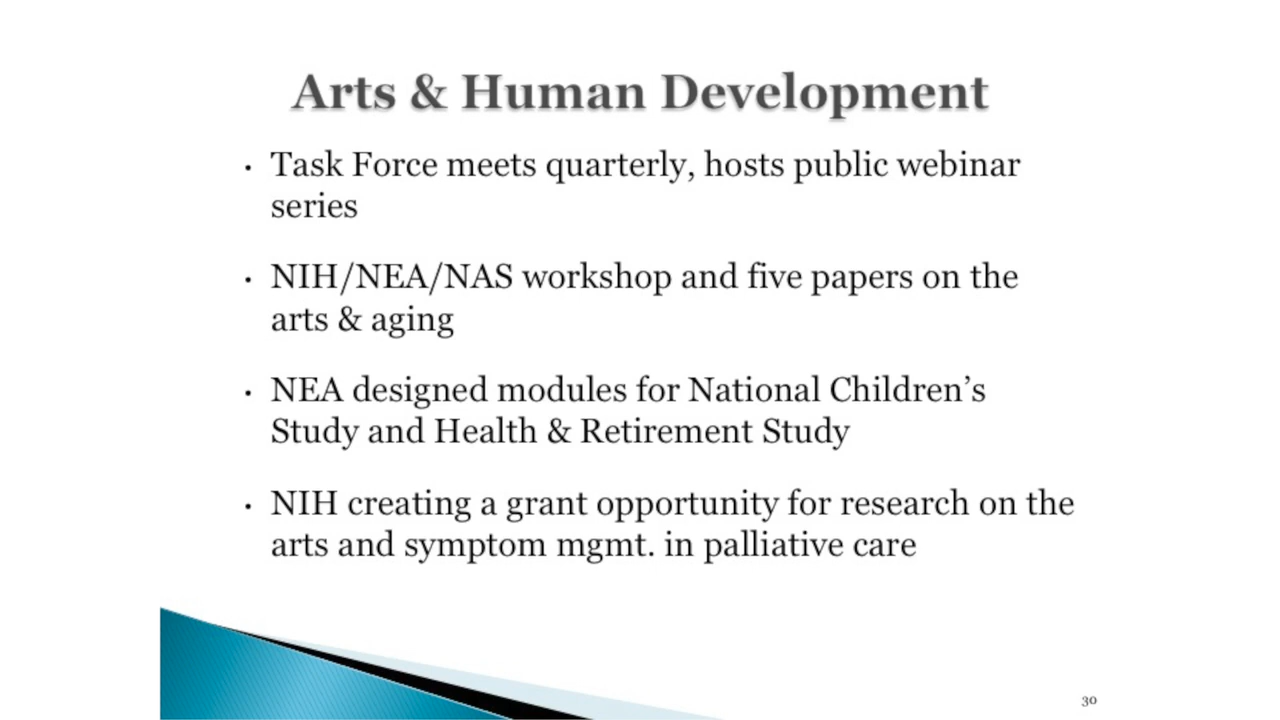 Arts & Human Development
• Task Force meets quarterly, hosts public webinar
series
• NIH/NEA/NAS workshop and five papers on the
arts & aging
• NEA designed modules for National Children’s
Study and Health & Retirement Study
• NIH creating a grant opportunity for research on the
arts and symptom mgmt. in palliative care
30